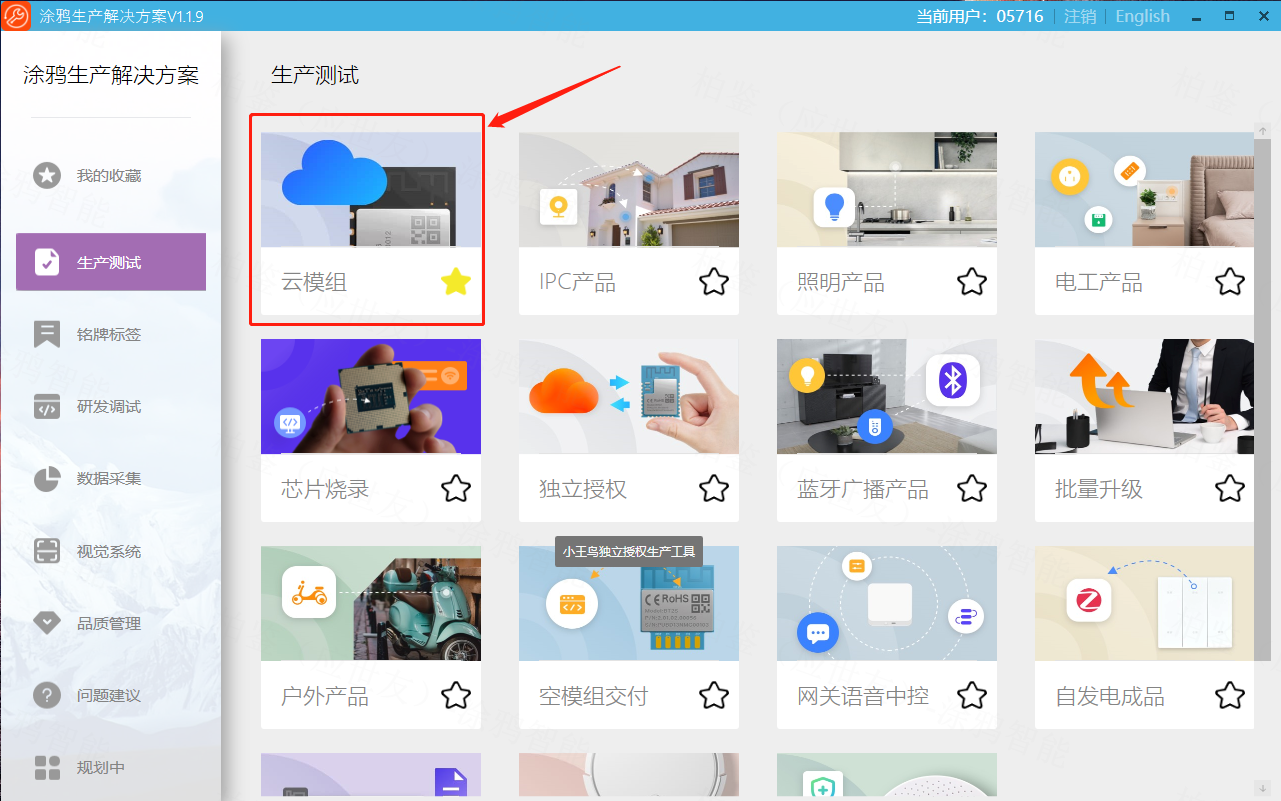 涂鸦生产解决方案V1.1.9
当前用户：05716
注销
English
涂鸦生产解决方案
生产测试
我的收藏
生产测试
铭牌标签
研发调试
数据采集
视觉系统
品质管理
问题建议
规划中
云模组
IPC产品
照明产品
电工产品
芯片烧录
独立授权
蓝牙广播产品
批量升级
小王鸟独立授权生产工具
CE RoHS
户外产品
空模组交付
网关语音中控
自发电成品